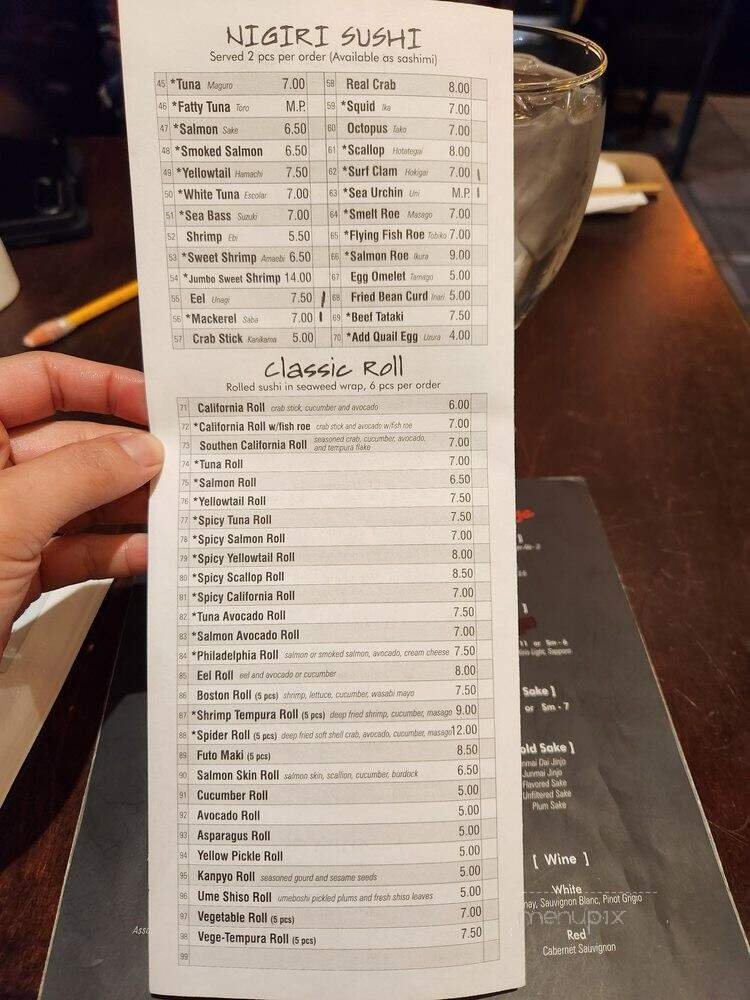 NIGIRI SUSHI
Served 2 pcs per order (Available as sashimi)
45 *Tuna Maguro 7.00
46 *Fatty Tuna Toro M.P.
47 *Salmon Sake 6.50
48 *Smoked Salmon 6.50
49 *Yellowtail Hamachi 7.50
50 *White Tuna Escolar 7.00
51 *Sea Bass Suzuki 7.00
52 Shrimp Ebi 5.50
53 *Sweet Shrimp Amaebi 6.50
54 *Jumbo Sweet Shrimp 14.00
55 Eel Unagi 7.50
56 *Mackerel Saba 7.00
57 Crab Stick Kanikama 5.00
58 Real Crab 8.00
59 *Squid Ika 7.00
60 Octopus Tako 7.00
61 *Scallop Hotategai 8.00
62 *Surf Clam Hokigai 7.00
63 *Sea Urchin Uni M.P.
64 *Smelt Roe Masago 7.00
65 *Flying Fish Roe Tobiko 7.00
66 *Salmon Roe Ikura 9.00
67 Egg Omelet Tamago 5.00
68 Fried Bean Curd Inari 5.00
69 *Beef Tataki 7.50
70 *Add Quail Egg Uzura 4.00
Classic Roll
Rolled sushi in seaweed wrap, 6 pcs per order
71 California Roll crab stick, cucumber and avocado 6.00
72 *California Roll w/fish roe crab stick and avocado w/fish roe 7.00
73 Southen California Roll seasoned crab, cucumber, avocado, 7.00
and tempura flake
74 *Tuna Roll 7.00
75 *Salmon Roll 6.50
76 *Yellowtail Roll 7.50
77 *Spicy Tuna Roll 7.50
78 *Spicy Salmon Roll 7.00
79 *Spicy Yellowtail Roll 8.00
80 *Spicy Scallop Roll 8.50
81 *Spicy California Roll 7.00
82 *Tuna Avocado Roll 7.50
83 *Salmon Avocado Roll 7.00
84 *Philadelphia Roll salmon or smoked salmon, avocado, cream cheese 7.50
85 Eel Roll eel and avocado or cucumber 8.00
86 Boston Roll (5 pcs) shrimp, lettuce, cucumber, wasabi mayo 7.50
87 *Shrimp Tempura Roll (5 pcs) deep fried shrimp, cucumber, masago 9.00
88 *Spider Roll (5 pcs) deep fried soft shell crab, avocado, cucumber, masago 12.00
89 Futo Maki (5 pcs) 8.50
90 Salmon Skin Roll salmon skin, scallion, cucumber, burdock 6.50
91 Cucumber Roll 5.00
92 Avocado Roll 5.00
93 Asparagus Roll 5.00
94 Yellow Pickle Roll 5.00
95 Kanpyo Roll seasoned gourd and sesame seeds 5.00
96 Ume Shiso Roll umeboshi pickled plums and fresh shiso leaves 5.00
97 Vegetable Roll (5 pcs) 7.00
98 Vege-Tempura Roll (5 pcs) 7.50
99
or Sm - 6
Light, Sapporo
Sake ]
or Sm - 7
old Sake ]
nmai Dai Jinjo
Junmai Jinjo
Flavored Sake
Unfiltered Sake
Plum Sake
[ Wine ]
White
nay, Sauvignon Blanc, Pinot Grigio
menupix
Red
Cabernet Sauvignon
Asso